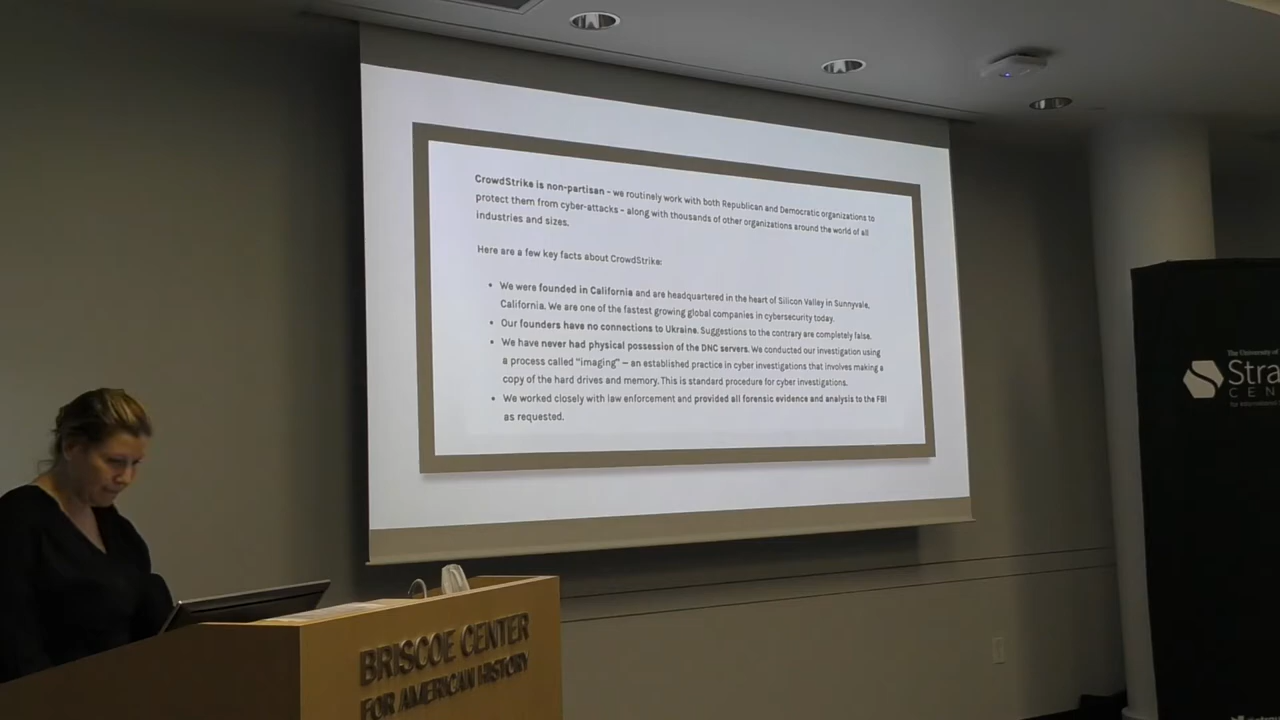 CrowdStrike is non-partisan – we routinely work with both Republican and Democratic organizations to
protect them from cyber-attacks – along with thousands of other organizations around the world of all
industries and sizes.
Here are a few key facts about CrowdStrike:
• We were founded in California and are headquartered in the heart of Silicon Valley in Sunnyvale,
California. We are one of the fastest growing global companies in cybersecurity today.
• Our founders have no connections to Ukraine. Suggestions to the contrary are completely false.
• We have never had physical possession of the DNC servers. We conducted our investigation using
a process called "imaging" — an established practice in cyber investigations that involves making a
copy of the hard drives and memory. This is standard procedure for cyber investigations.
• We worked closely with law enforcement and provided all forensic evidence and analysis to the FBI
as requested.
The University of
Stra
CEN
for International
BRISCOE CENTER
FOR AMERICAN HISTORY